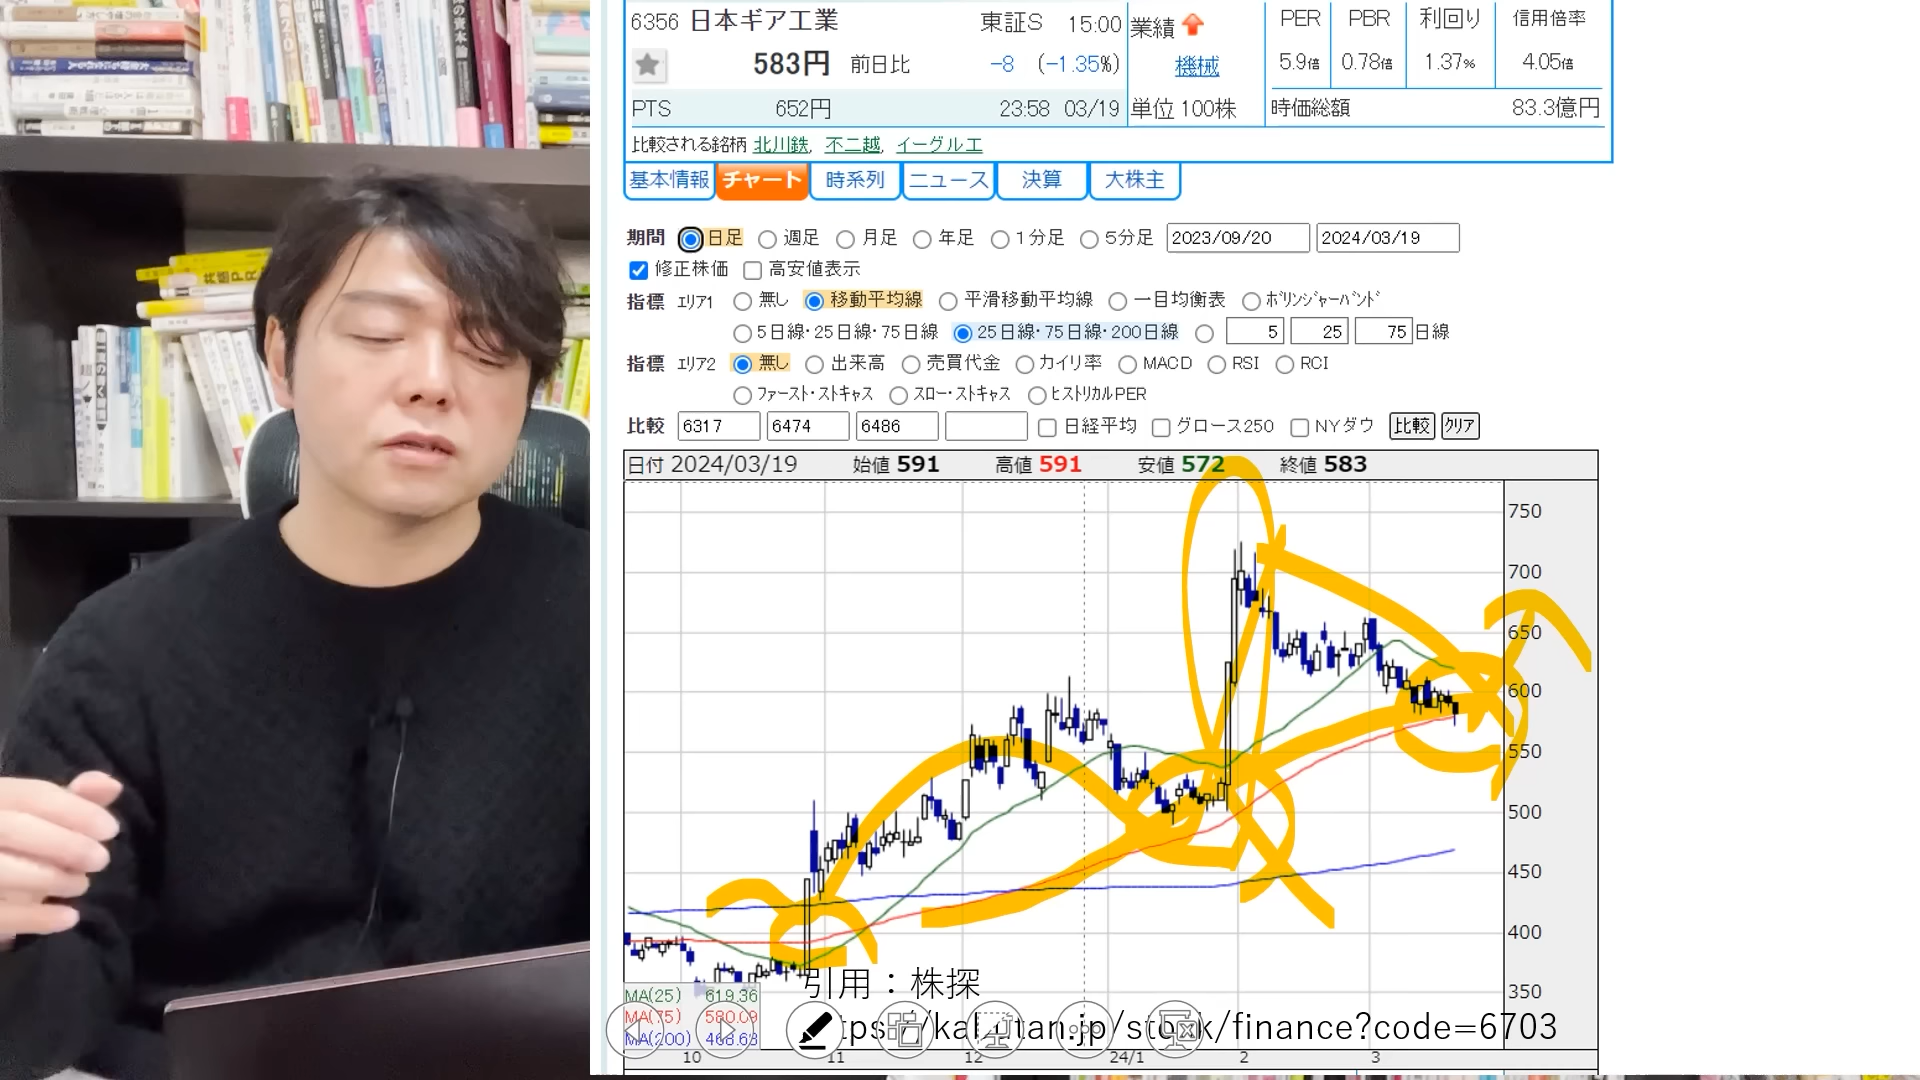 6356 日本ギア工業 東証S 15:00 業績
583円 前日比 -8 (-1.35%) 機械
PTS 652円 23:58 03/19 単位 100株
PER PBR 利回り 信用倍率
5.9倍 0.78倍 1.37% 4.05倍
時価総額 83.3億円
比較される銘柄 北川鉄, 不二越, イーグルエ
基本情報 チャート 時系列 ニュース 決算 大株主
期間 日足 週足 月足 年足 1分足 5分足 2023/09/20 2024/03/19
修正株価 高安値表示
指標 エリア1 無し 移動平均線 平滑移動平均線 一目均衡表 ボリンジャーバンド
5日線・25日線・75日線 25日線・75日線・200日線 5 25 75 日線
指標 エリア2 無し 出来高 売買代金 カイリ率 MACD RSI RCI
ファースト・ストキャス スロー・ストキャス ヒストリカルPER
比較 6317 6474 6486 日経平均 グロース250 NYダウ 比較 クリア
日付 2024/03/19 始値 591 高値 591 安値 572 終値 583
750
700
650
600
550
500
450
400
350
引用：株探
MA(25) 619.36
MA(75) 580.09
MA(200) 468.63
tps://kabutan.jp/stock/finance?code=6703
10 11 12 24/1 2 3